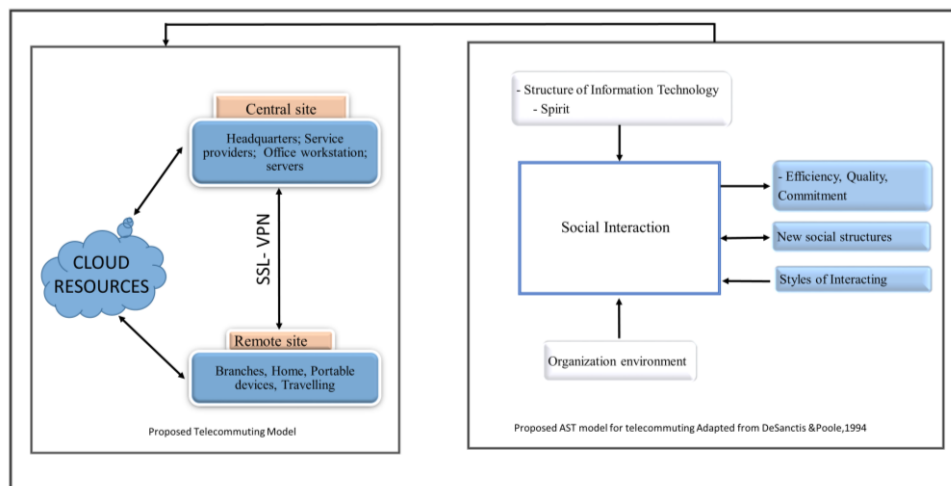 Central site
Headquarters; Service
providers; Office workstation;
servers
SSL- VPN
CLOUD
RESOURCES
Remote site
Branches, Home, Portable
devices, Travelling
Proposed Telecommuting Model
- Structure of Information Technology
- Spirit
Social Interaction
- Efficiency, Quality,
Commitment
New social structures
Styles of Interacting
Organization environment
Proposed AST model for telecommuting Adapted from DeSanctis &Poole,1994